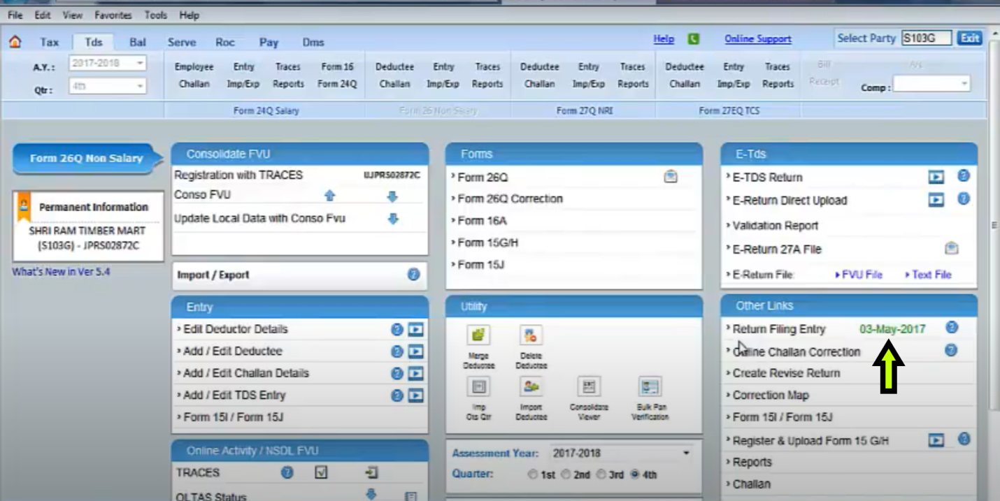 File Edit View Favorites Tools Help
Tax Tds Bal Serve Roc Pay Dms Help Online Support Select Party S103G Exit
A.Y.: 2017-2018
Qtr: 4th
Employee Entry Traces Form 16 Deductee Entry Traces Deductee Entry Traces Deductee Entry Traces Bill
Challan Imp/Exp Reports Form 24Q Challan Imp/Exp Reports Challan Imp/Exp Reports Challan Imp/Exp Reports Receipt Comp:
Form 24Q Salary Form 26 Non Salary Form 27Q NRI Form 27EQ TCS
Form 26Q Non Salary
Permanent Information
SHRI RAM TIMBER MART
(S103G) - JPRS02872C
What's New in Ver 5.4
Consolidate FVU
Registration with TRACES UJPRS02872C
Conso FVU
Update Local Data with Conso Fvu
Import / Export
Entry
Edit Deductor Details
Add / Edit Deductee
Add / Edit Challan Details
Add / Edit TDS Entry
Form 15I / Form 15J
Online Activity / NSDL FVU
TRACES
OLTAS Status
Forms
Form 26Q
Form 26Q Correction
Form 16A
Form 15G/H
Form 15J
Utility
Merge Deductee
Delete Deductee
Imp Ots Qtr
Import Deductee
Consolidate Viewer
Bulk Pan Verification
Assessment Year: 2017-2018
Quarter: 1st 2nd 3rd 4th
E-Tds
E-TDS Return
E-Return Direct Upload
Validation Report
E-Return 27A File
E-Return File: FVU File Text File
Other Links
Return Filing Entry 03-May-2017
Online Challan Correction
Create Revise Return
Correction Map
Form 15I / Form 15J
Register & Upload Form 15 G/H
Reports
Challan